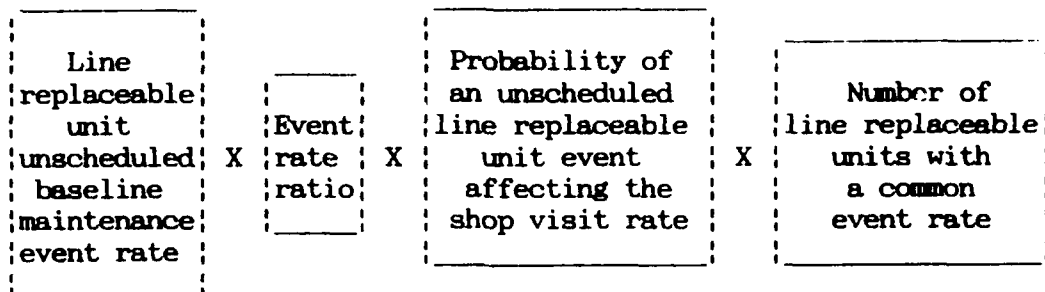 Line
replaceable
unit
unscheduled
baseline
maintenance
event rate
X
Event
rate
ratio
X
Probability of
an unscheduled
line replaceable
unit event
affecting the
shop visit rate
X
Number of
line replaceable
units with
a common
event rate